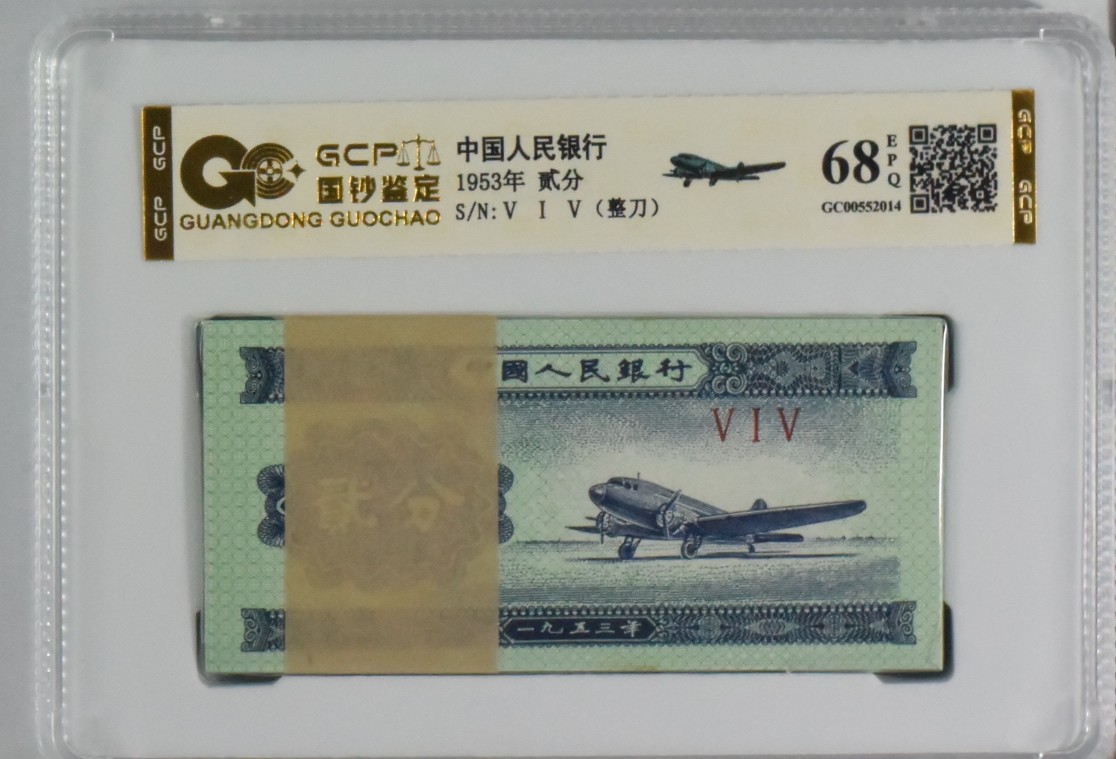 GCP
GCP
GCP
国钞鉴定
GUANGDONG GUOCHAO
中国人民银行
1953年 贰分
S/N: V I V (整刀)
68
EPQ
GC00552014
GCP
GCP
國人民銀行
VIV
貳分
一九五三年